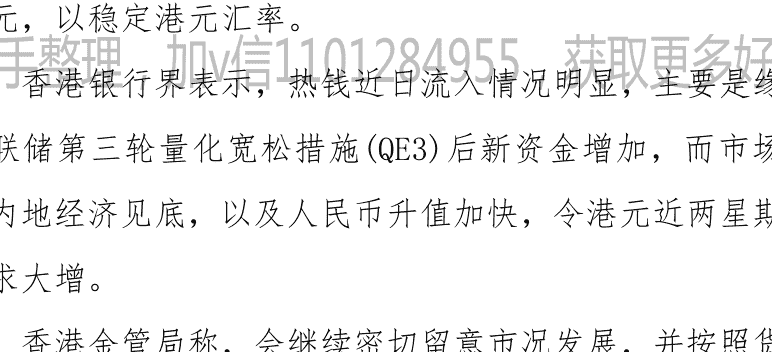 元，以稳定港元汇率。
手整理 加v信1101284955 获取更多好
香港银行界表示，热钱近日流入情况明显，主要是缘
联储第三轮量化宽松措施(QE3)后新资金增加，而市场
内地经济见底，以及人民币升值加快，令港元近两星期
求大增。
香港金管局称，会继续密切留意市况发展，并按照货